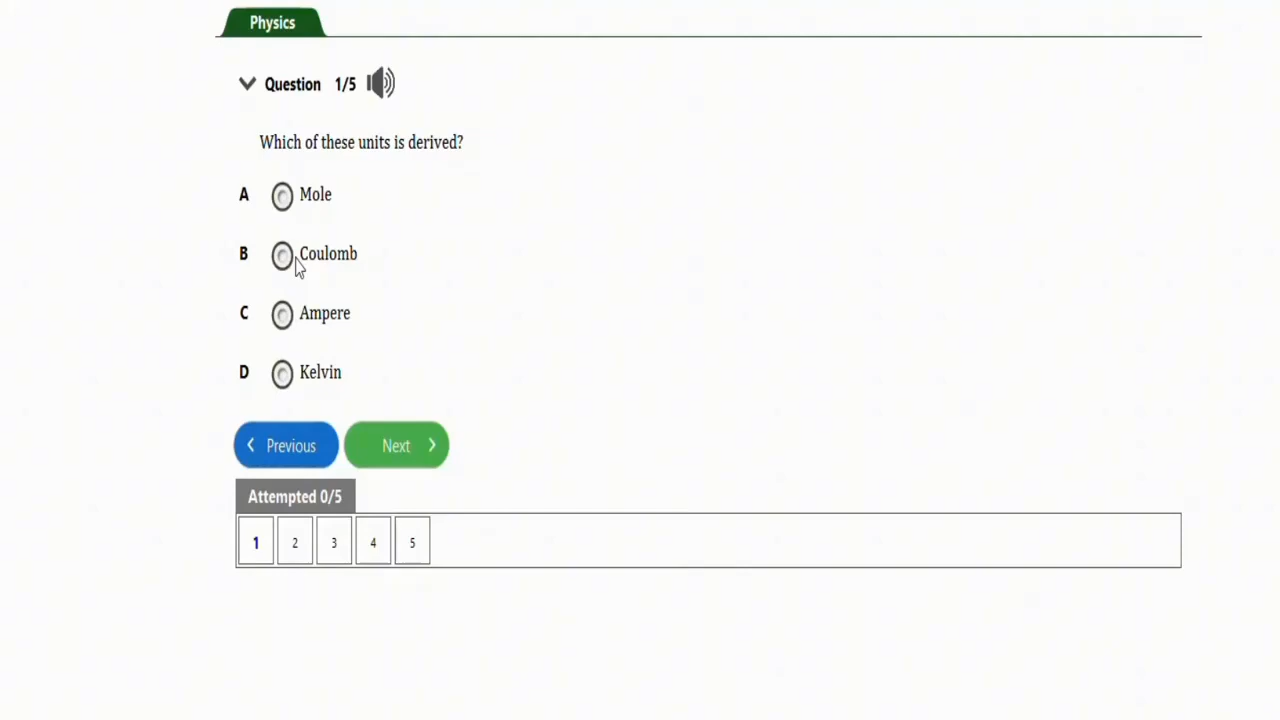 Physics
Question 1/5
Which of these units is derived?
A Mole
B Coulomb
C Ampere
D Kelvin
Previous Next
Attempted 0/5
1 2 3 4 5